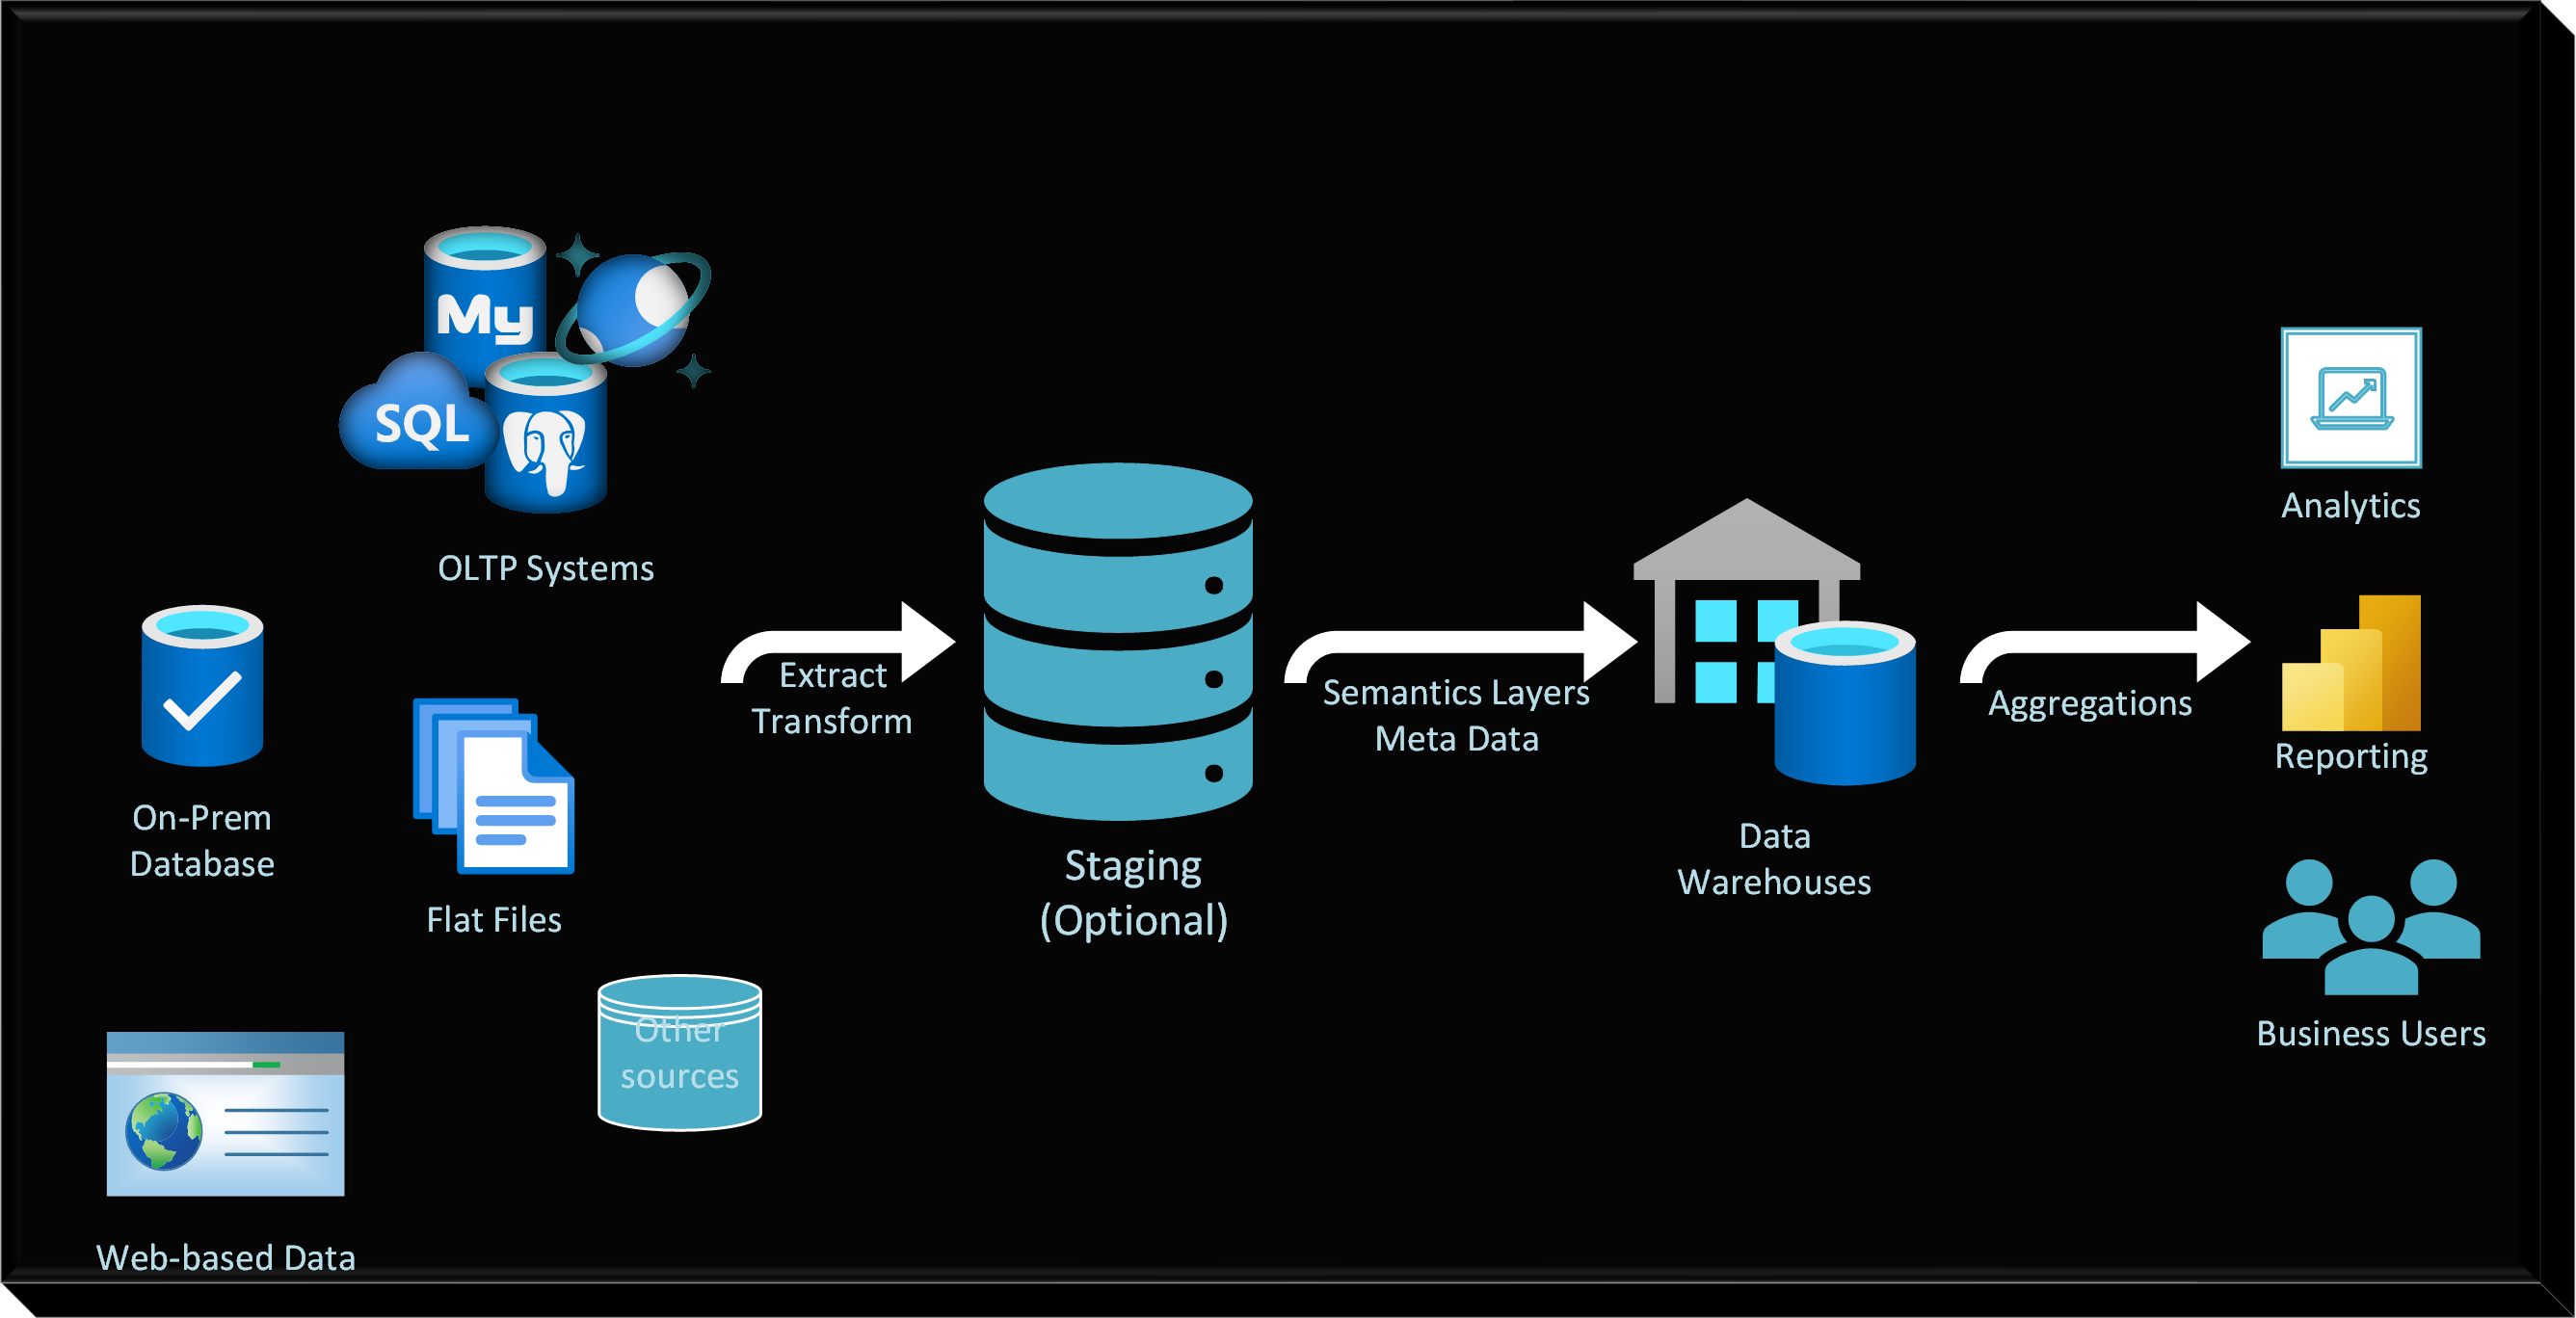 My
SQL
OLTP Systems
On-Prem
Database
Flat Files
Other
sources
Web-based Data
Extract
Transform
Staging
(Optional)
Semantics Layers
Meta Data
Data
Warehouses
Aggregations
Analytics
Reporting
Business Users